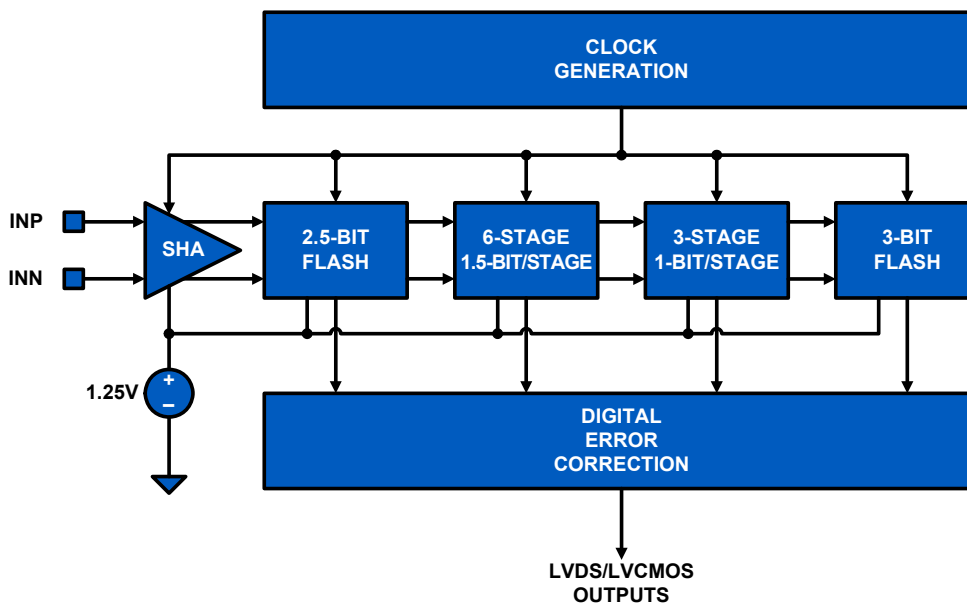 CLOCK
GENERATION
INP
INN
SHA
2.5-BIT
FLASH
6-STAGE
1.5-BIT/STAGE
3-STAGE
1-BIT/STAGE
3-BIT
FLASH
1.25V
+
–
DIGITAL
ERROR
CORRECTION
LVDS/LVCMOS
OUTPUTS